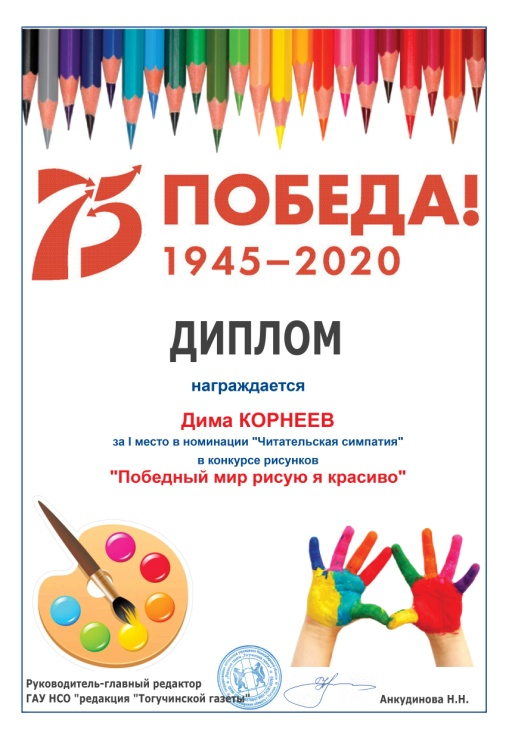 75 ПОБЕДА!
1945–2020
ДИПЛОМ
награждается
Дима КОРНЕЕВ
за I место в номинации "Читательская симпатия"
в конкурсе рисунков
"Победный мир рисую я красиво"
Руководитель-главный редактор
ГАУ НСО "редакция "Тогучинской газеты"
Анкудинова Н.Н.